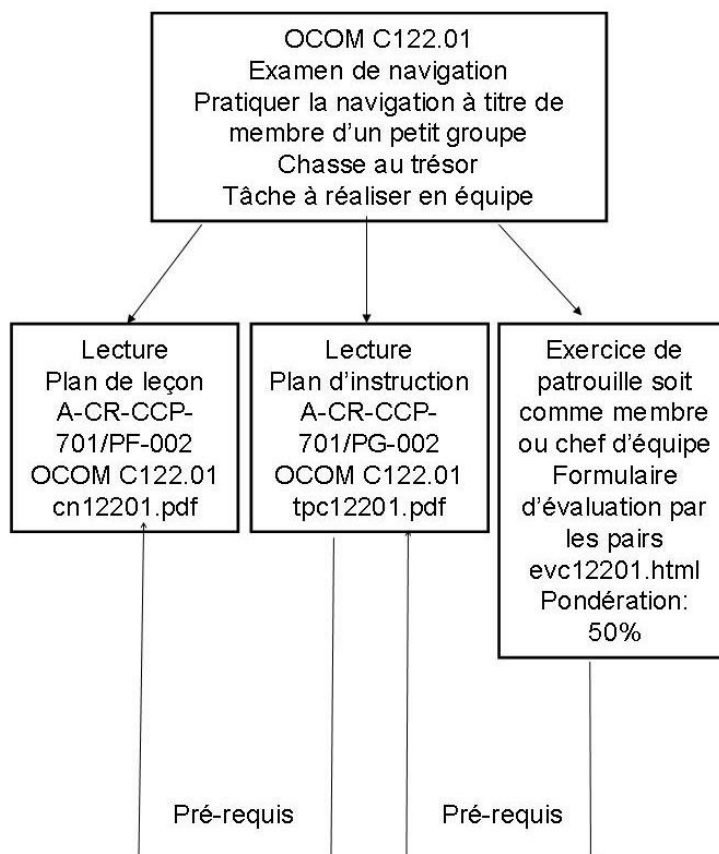 OCOM C122.01
Examen de navigation
Pratiquer la navigation à titre de
membre d'un petit groupe
Chasse au trésor
Tâche à réaliser en équipe
Lecture
Plan de leçon
A-CR-CCP-
701/PF-002
OCOM C122.01
cn12201.pdf
Lecture
Plan d'instruction
A-CR-CCP-
701/PG-002
OCOM C122.01
tpc12201.pdf
Exercice de
patrouille soit
comme membre
ou chef d'équipe
Formulaire
d'évaluation par
les pairs
evc12201.html
Pondération:
50%
Pré-requis
Pré-requis